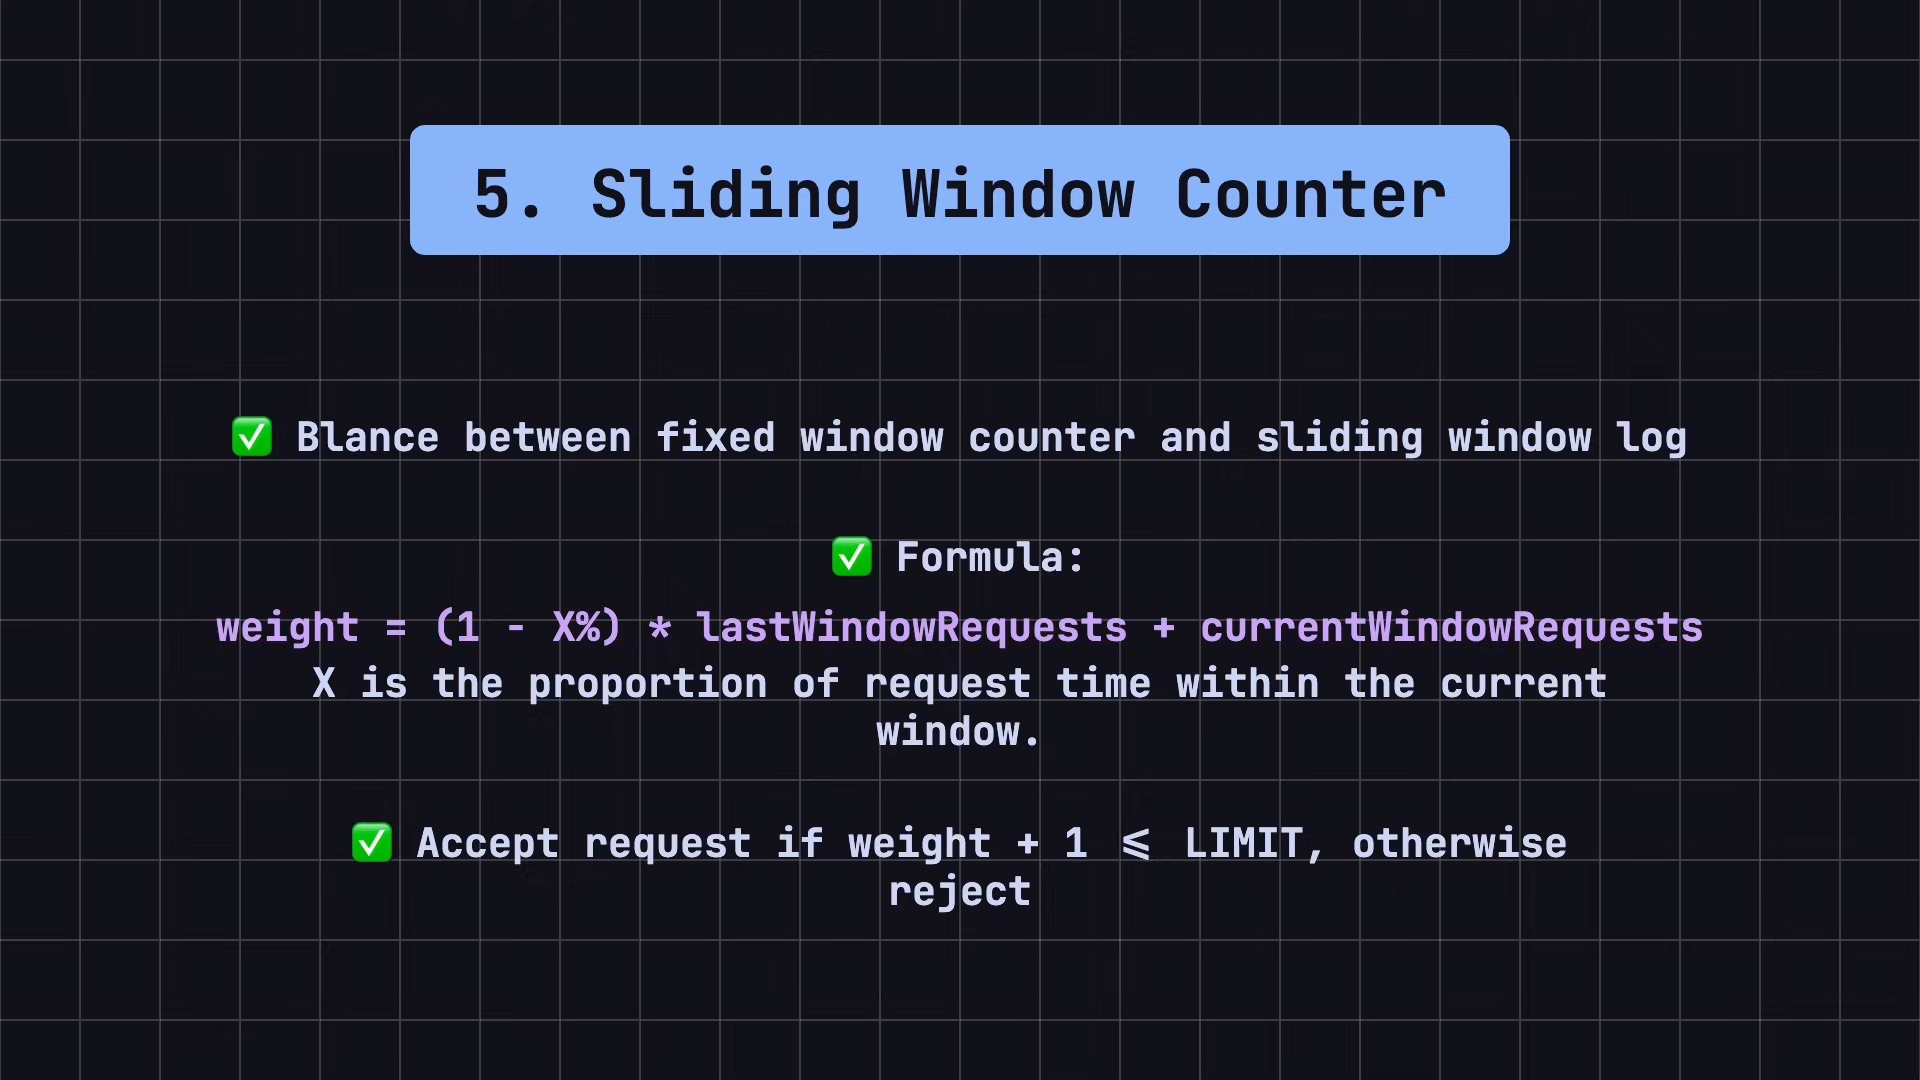 5. Sliding Window Counter
✅ Blance between fixed window counter and sliding window log
✅ Formula:
weight = (1 - X%) * lastWindowRequests + currentWindowRequests
X is the proportion of request time within the current
window.
✅ Accept request if weight + 1 ⩽ LIMIT, otherwise
reject